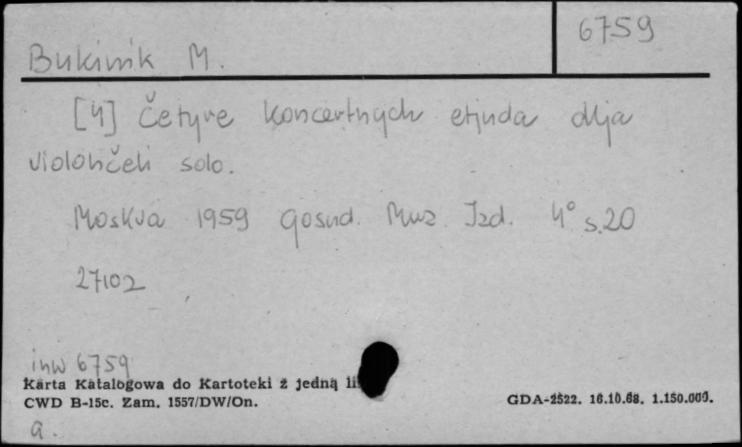 6759
Bukinik M.
[4] Četyre koncertnych etjuda dlja
violončeli solo.
Moskva 1959 gosud. Muz. Izd. 4° s.20
27102
inw 6759
Karta Katalogowa do Kartoteki z jedną
CWD B-15c. Zam. 1557/DW/On.
GDA-2522. 16.10.68. 1.150.000.
a.